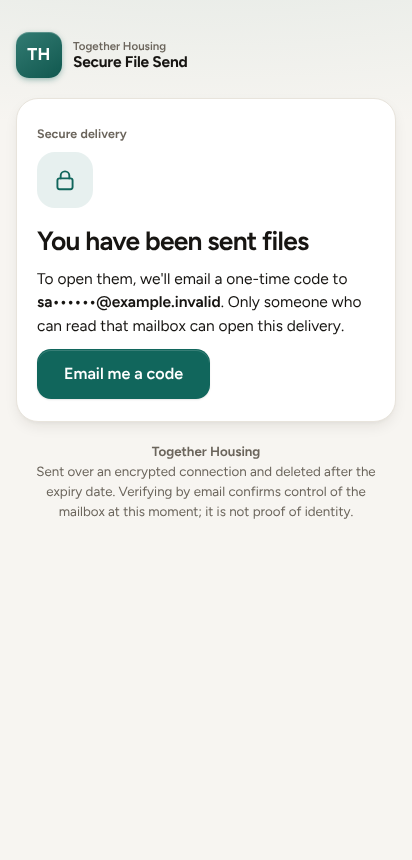 TH
Together Housing
Secure File Send
Secure delivery
You have been sent files
To open them, we'll email a one-time code to
sa••••••@example.invalid. Only someone who
can read that mailbox can open this delivery.
Email me a code
Together Housing
Sent over an encrypted connection and deleted after the
expiry date. Verifying by email confirms control of the
mailbox at this moment; it is not proof of identity.